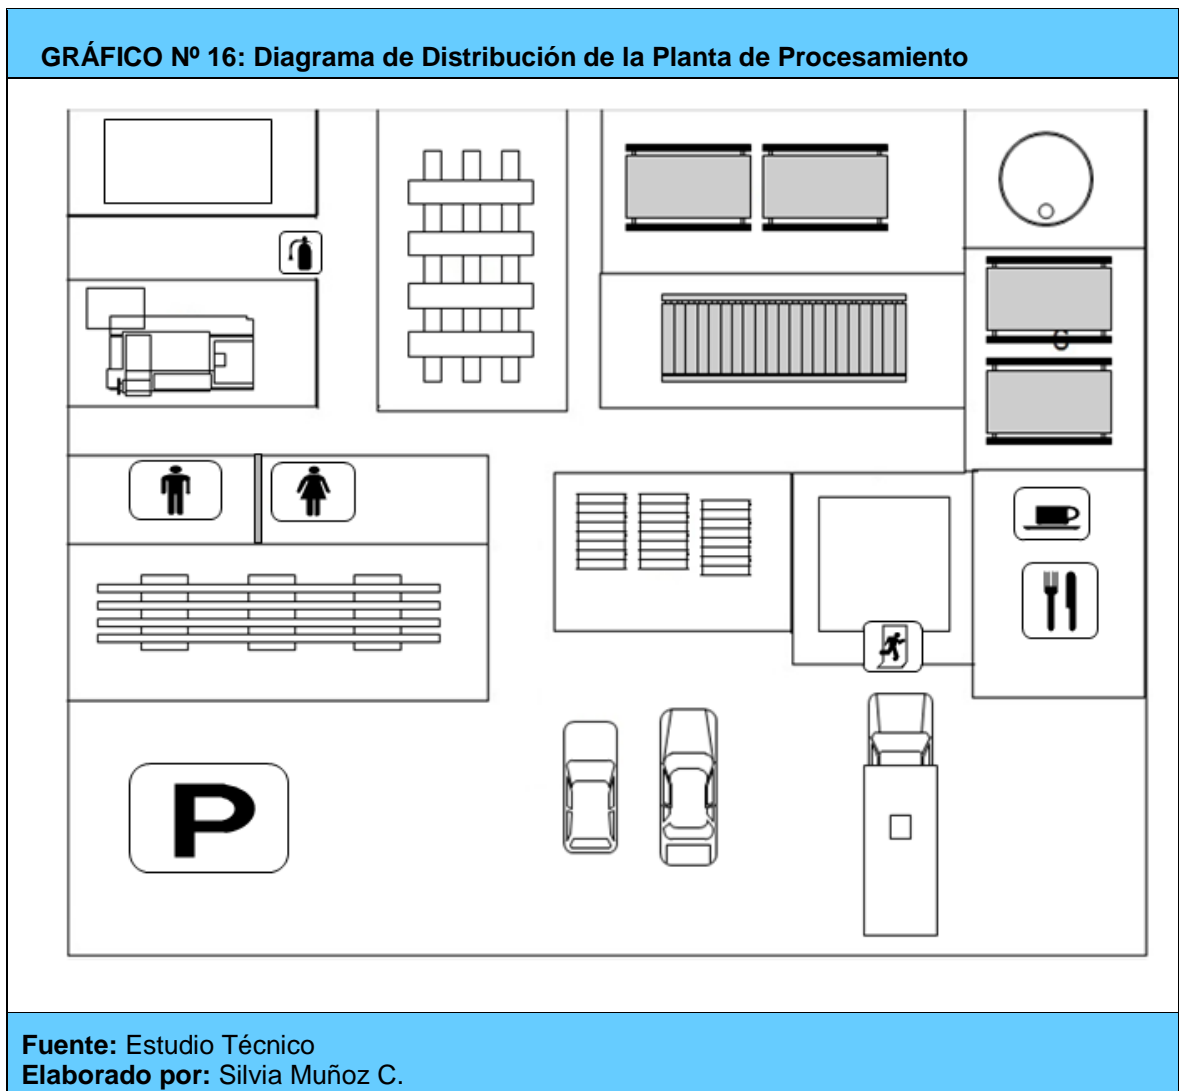 GRÁFICO Nº 16: Diagrama de Distribución de la Planta de Procesamiento
P
Fuente: Estudio Técnico
Elaborado por: Silvia Muñoz C.